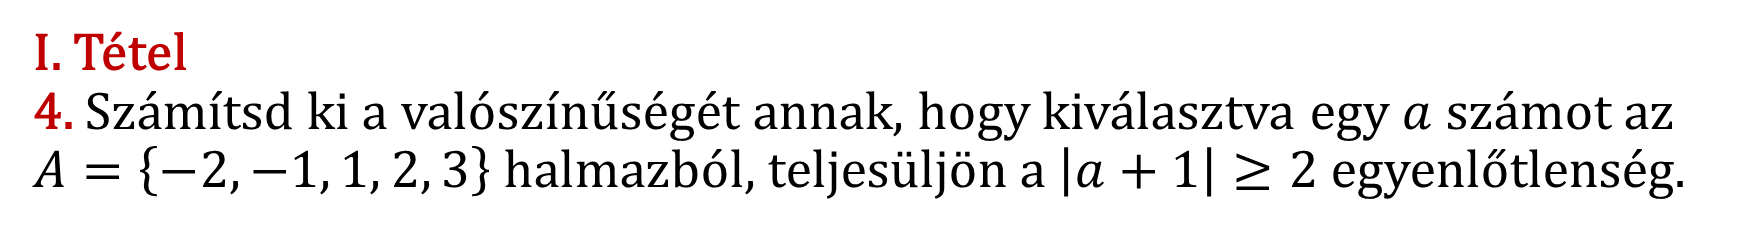 I. Tétel
4. Számítsd ki a valószínűségét annak, hogy kiválasztva egy a számot az
A = {−2, −1, 1, 2, 3} halmazból, teljesüljön a |a + 1| ≥ 2 egyenlőtlenség.